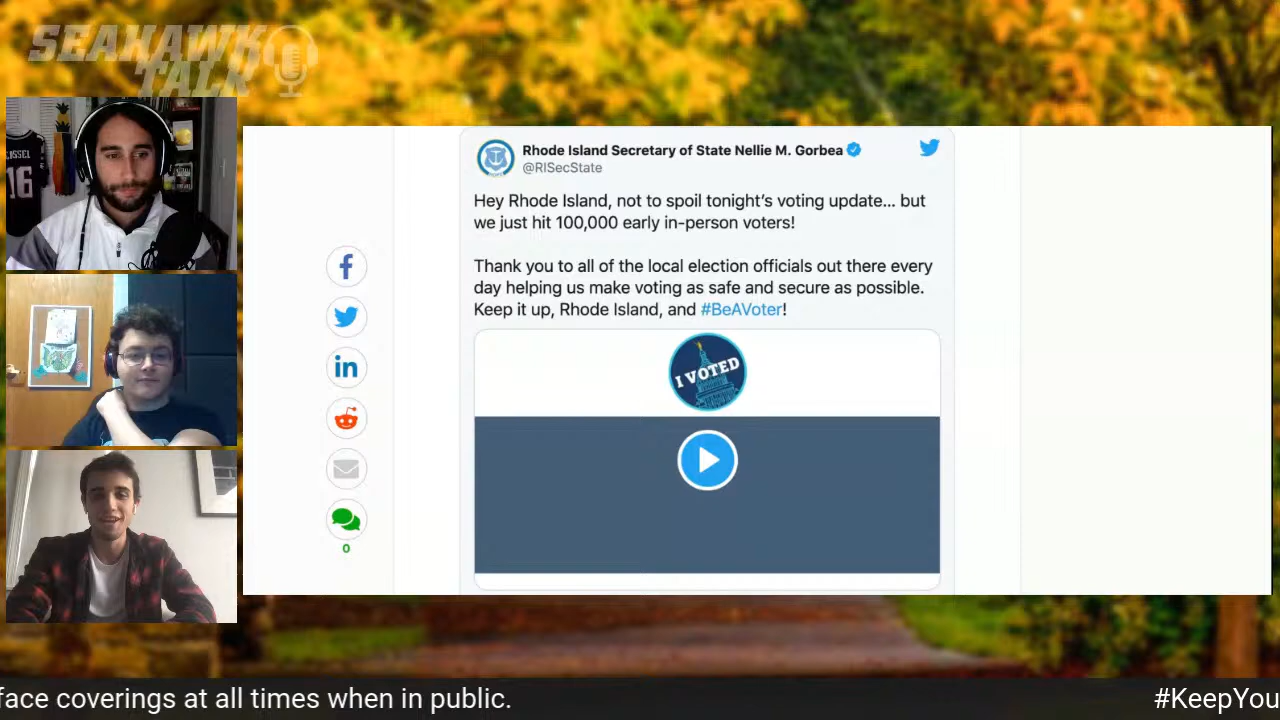 SEAHAWK
TALK
16
Rhode Island Secretary of State Nellie M. Gorbea
@RISecState
Hey Rhode Island, not to spoil tonight's voting update... but
we just hit 100,000 early in-person voters!
Thank you to all of the local election officials out there every
day helping us make voting as safe and secure as possible.
Keep it up, Rhode Island, and #BeAVoter!
I VOTED
0
face coverings at all times when in public.
#KeepYou